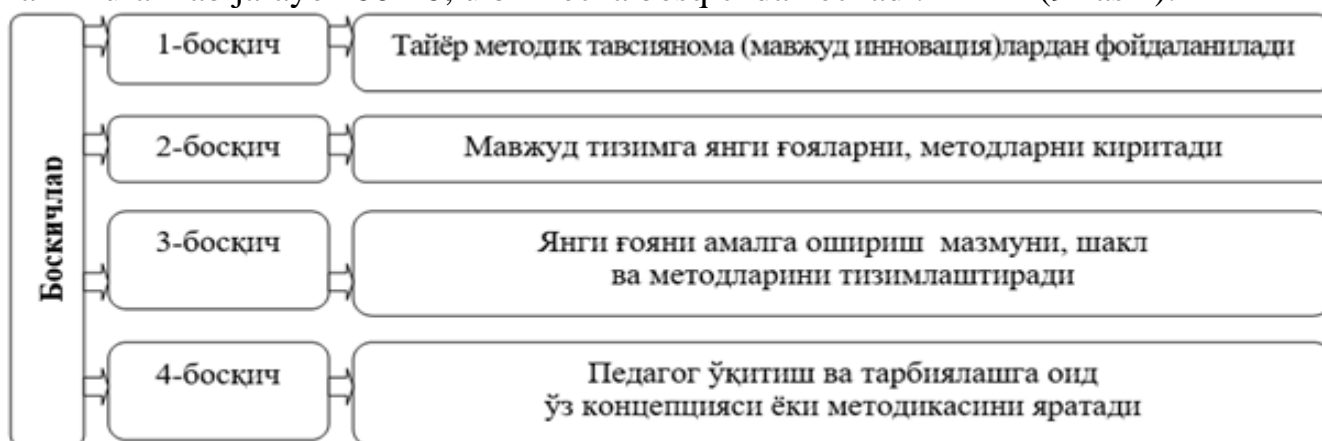 Босқичлар
1-босқич
Тайёр методик тавсиянома (мавжуд инновация)лардан фойдаланилади
2-босқич
Мавжуд тизимга янги ғояларни, методларни киритади
3-босқич
Янги ғояни амалга ошириш мазмуни, шакл
ва методларини тизимлаштиради
4-босқич
Педагог ўқитиш ва тарбиялашга оид
ўз концепцияси ёки методикасини яратади